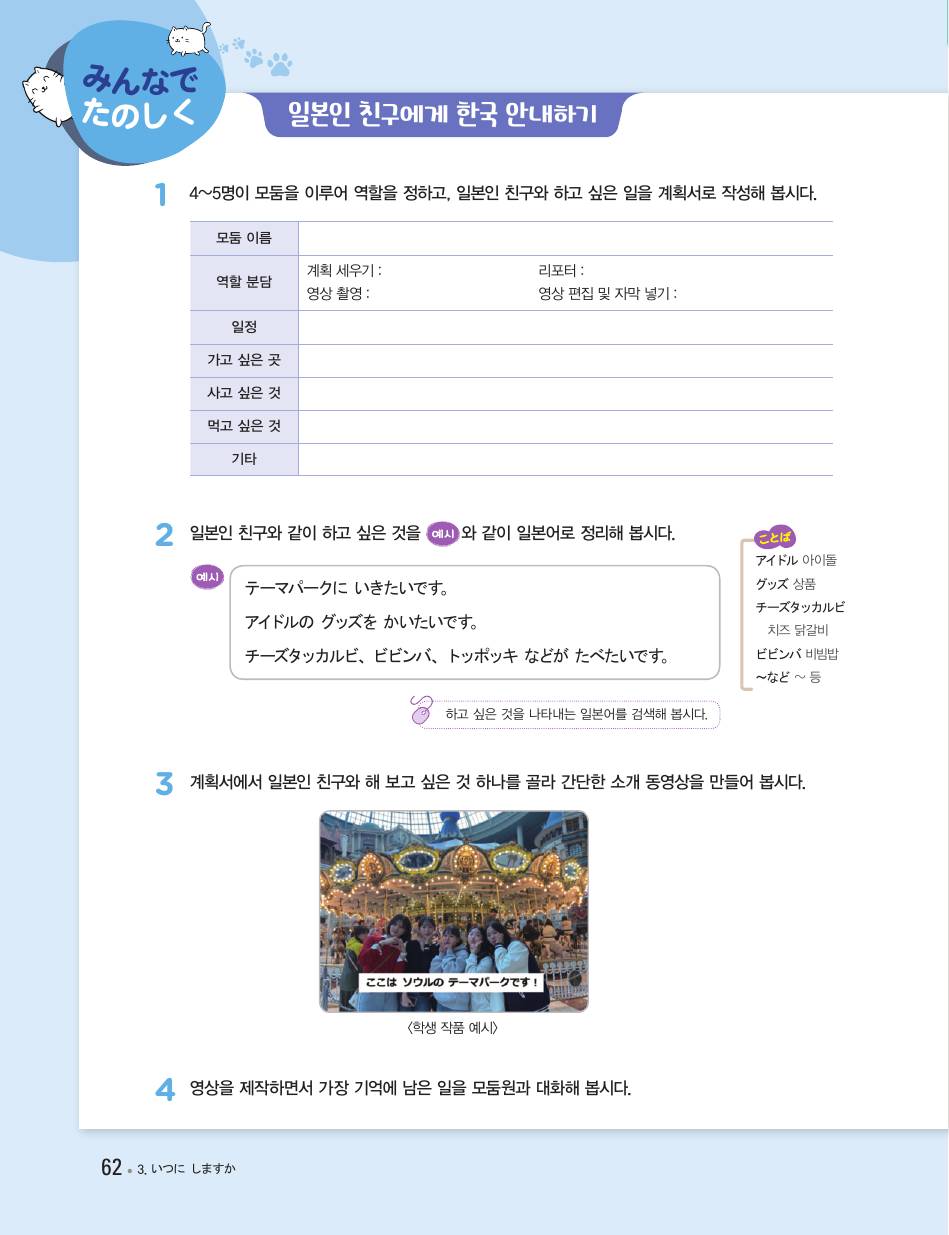 みんなで
たのしく
일본인 친구에게 한국 안내하기
1 4~5명이 모둠을 이루어 역할을 정하고, 일본인 친구와 하고 싶은 일을 계획서로 작성해 봅시다.
모둠 이름
역할 분담
계획 세우기 : 리포터 :
영상 촬영 : 영상 편집 및 자막 넣기 :
일정
가고 싶은 곳
사고 싶은 것
먹고 싶은 것
기타
2 일본인 친구와 같이 하고 싶은 것을 예시 와 같이 일본어로 정리해 봅시다.
예시
テーマパークに いきたいです。
アイドルの グッズを かいたいです。
チーズタッカルビ、ビビンバ、トッポッキ などが たべたいです。
하고 싶은 것을 나타내는 일본어를 검색해 봅시다.
ことば
アイドル 아이돌
グッズ 상품
チーズタッカルビ
치즈 닭갈비
ビビンバ 비빔밥
~など ~ 등
3 계획서에서 일본인 친구와 해 보고 싶은 것 하나를 골라 간단한 소개 동영상을 만들어 봅시다.
ここは ソウルの テーマパークです!
〈학생 작품 예시〉
4 영상을 제작하면서 가장 기억에 남은 일을 모둠원과 대화해 봅시다.
62 • 3. いつに しますか